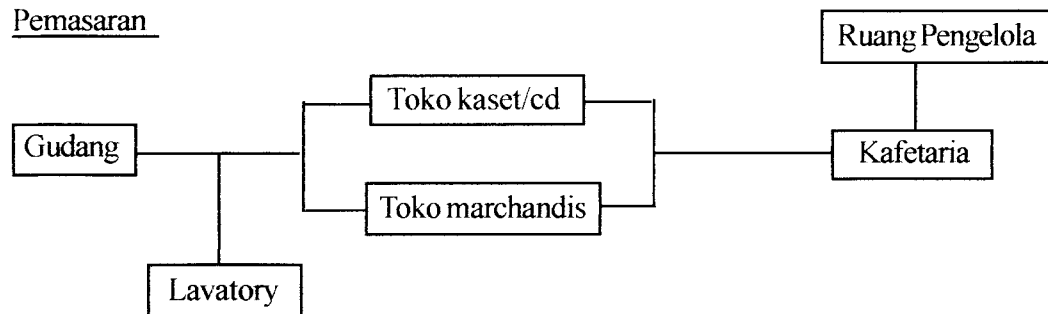 Pemasaran
Ruang Pengelola
Toko kaset/cd
Gudang
Kafetaria
Toko marchandis
Lavatory